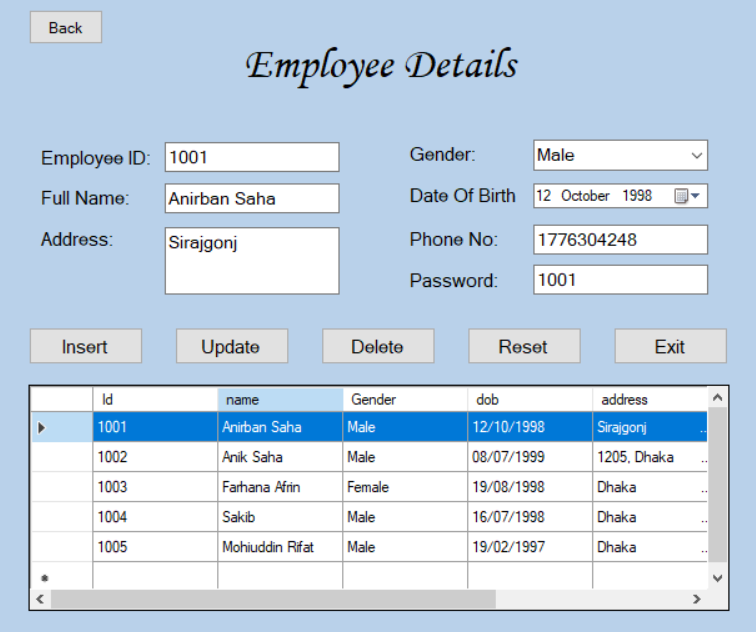 Back
Employee Details
Employee ID: 1001
Gender: Male
Full Name: Anirban Saha
Date Of Birth 12 October 1998
Address: Sirajgonj
Phone No: 1776304248
Password: 1001
Insert Update Delete Reset Exit
Id name Gender dob address
1001 Anirban Saha Male 12/10/1998 Sirajgonj ..
1002 Anik Saha Male 08/07/1999 1205, Dhaka ..
1003 Farhana Afrin Female 19/08/1998 Dhaka ..
1004 Sakib Male 16/07/1998 Dhaka ..
1005 Mohiuddin Rifat Male 19/02/1997 Dhaka ..